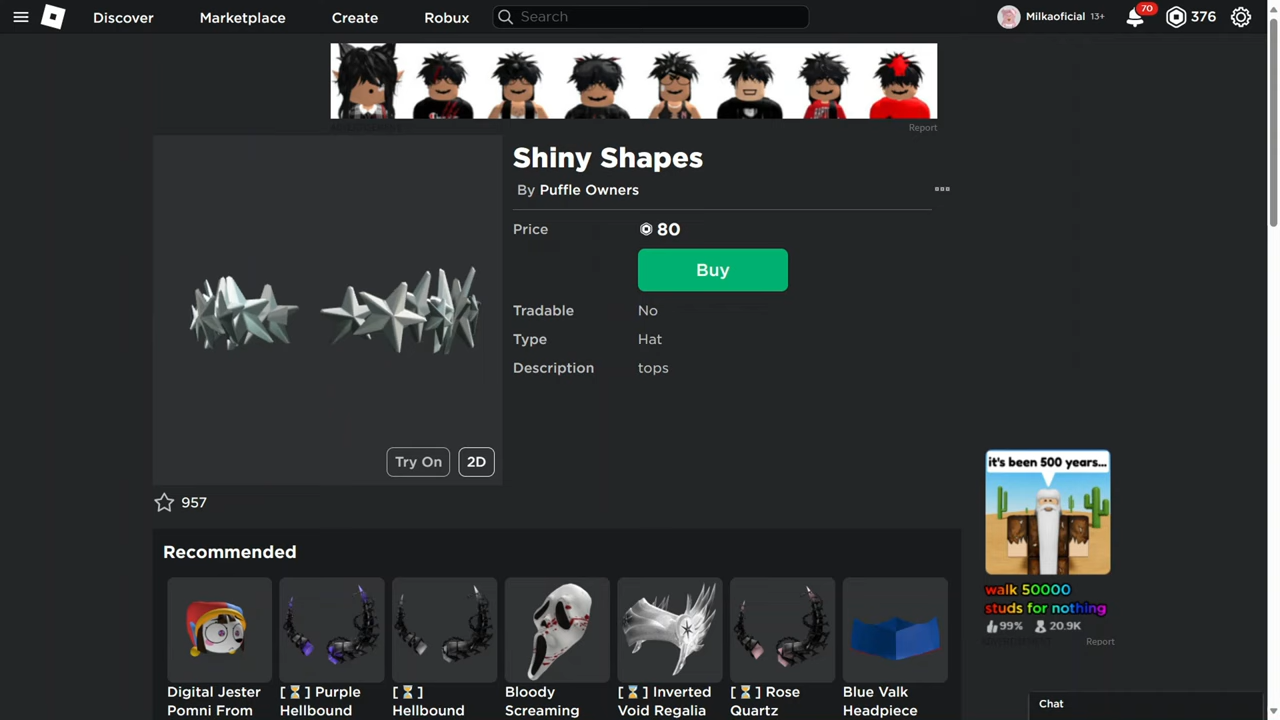 Discover Marketplace Create Robux Search Milkaoficial 13+ 70 376
Report
Shiny Shapes
By Puffle Owners
Price 80
Buy
Tradable No
Type Hat
Description tops
Try On 2D
957
Recommended
Digital Jester
Pomni From
[⏳] Purple
Hellbound
[⏳]
Hellbound
Bloody
Screaming
[⏳] Inverted
Void Regalia
[⏳] Rose
Quartz
Blue Valk
Headpiece
it's been 500 years...
walk 50000
studs for nothing
99% 20.9K
Report
Chat